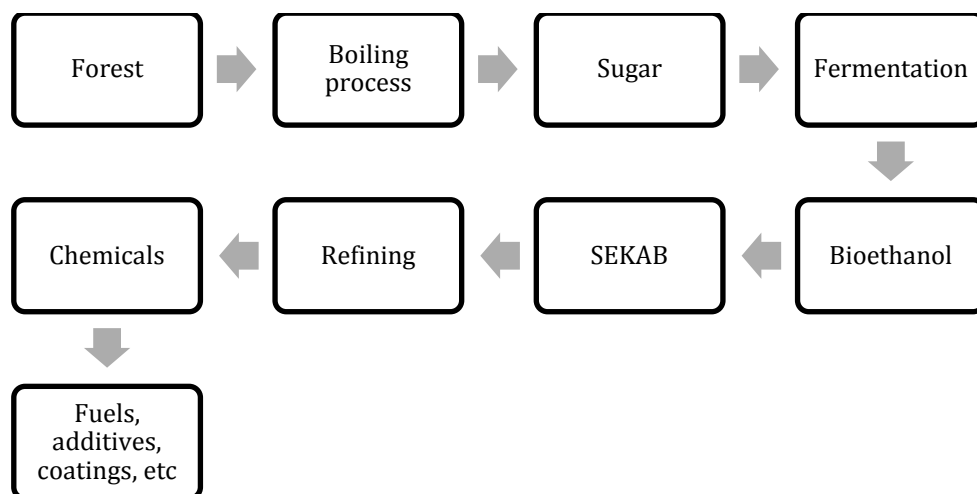 Forest
Boiling
process
Sugar
Fermentation
Bioethanol
SEKAB
Refining
Chemicals
Fuels,
additives,
coatings, etc